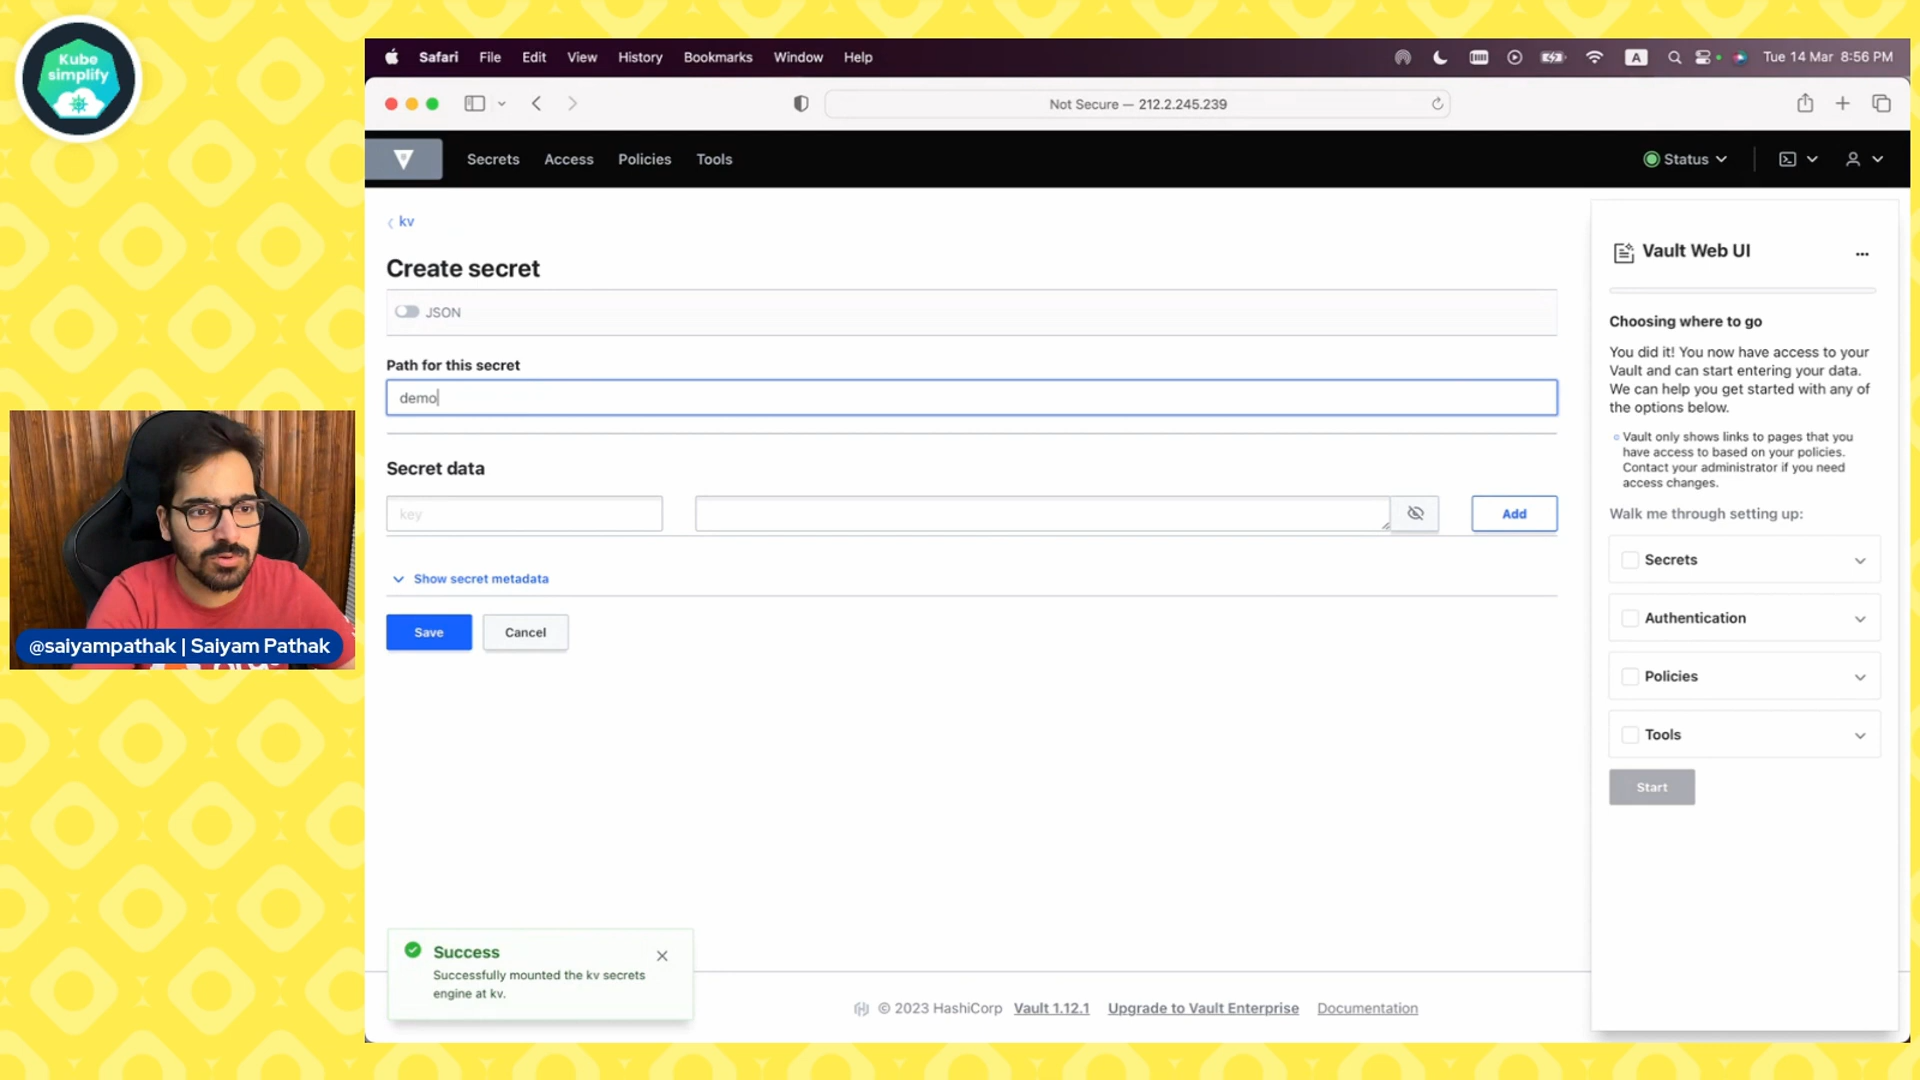 Kube
simplify
Safari File Edit View History Bookmarks Window Help
A
Tue 14 Mar 8:56 PM
Not Secure — 212.2.245.239
Secrets Access Policies Tools
Status
kv
Create secret
JSON
Path for this secret
demo
Secret data
key
Add
Show secret metadata
Save Cancel
Vault Web UI
Choosing where to go
You did it! You now have access to your
Vault and can start entering your data.
We can help you get started with any of
the options below.
Vault only shows links to pages that you
have access to based on your policies.
Contact your administrator if you need
access changes.
Walk me through setting up:
Secrets
Authentication
Policies
Tools
Start
@saiyampathak | Saiyam Pathak
Success
Successfully mounted the kv secrets
engine at kv.
© 2023 HashiCorp Vault 1.12.1 Upgrade to Vault Enterprise Documentation